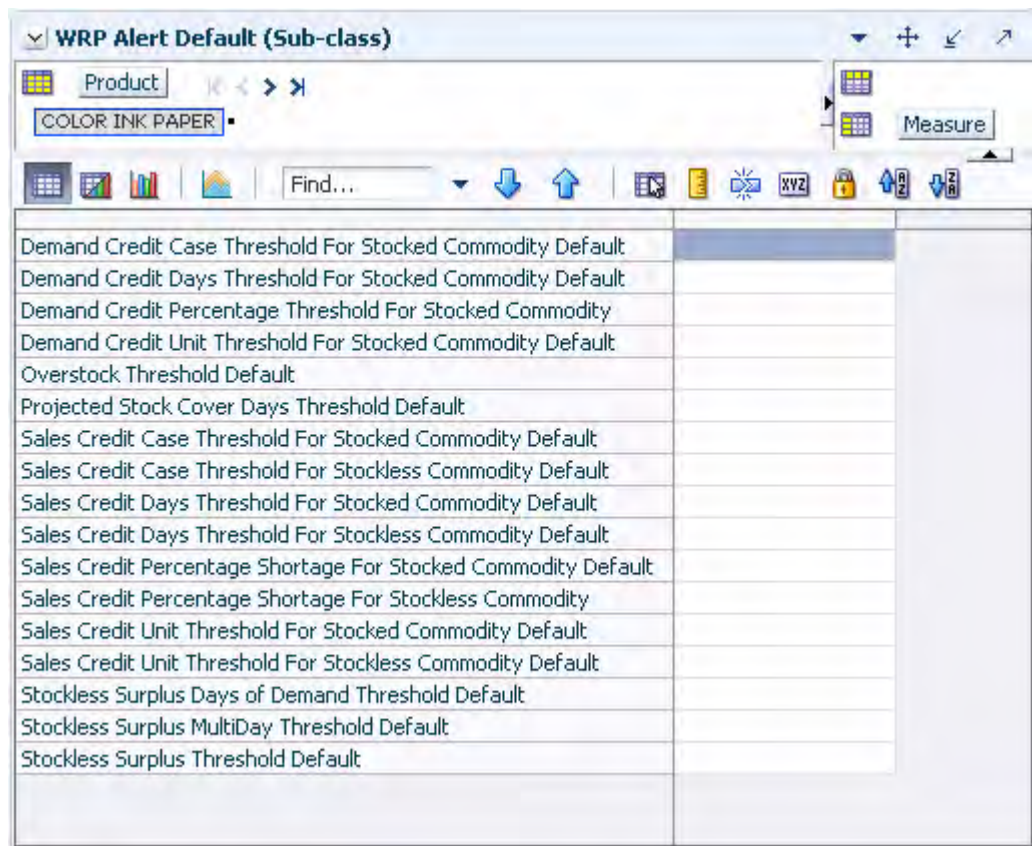 WRP Alert Default (Sub-class)
Product
COLOR INK PAPER
Measure
Find...
XYZ
A
Z
Z
A
Demand Credit Case Threshold For Stocked Commodity Default
Demand Credit Days Threshold For Stocked Commodity Default
Demand Credit Percentage Threshold For Stocked Commodity
Demand Credit Unit Threshold For Stocked Commodity Default
Overstock Threshold Default
Projected Stock Cover Days Threshold Default
Sales Credit Case Threshold For Stocked Commodity Default
Sales Credit Case Threshold For Stockless Commodity Default
Sales Credit Days Threshold For Stocked Commodity Default
Sales Credit Days Threshold For Stockless Commodity Default
Sales Credit Percentage Shortage For Stocked Commodity Default
Sales Credit Percentage Shortage For Stockless Commodity
Sales Credit Unit Threshold For Stocked Commodity Default
Sales Credit Unit Threshold For Stockless Commodity Default
Stockless Surplus Days of Demand Threshold Default
Stockless Surplus MultiDay Threshold Default
Stockless Surplus Threshold Default